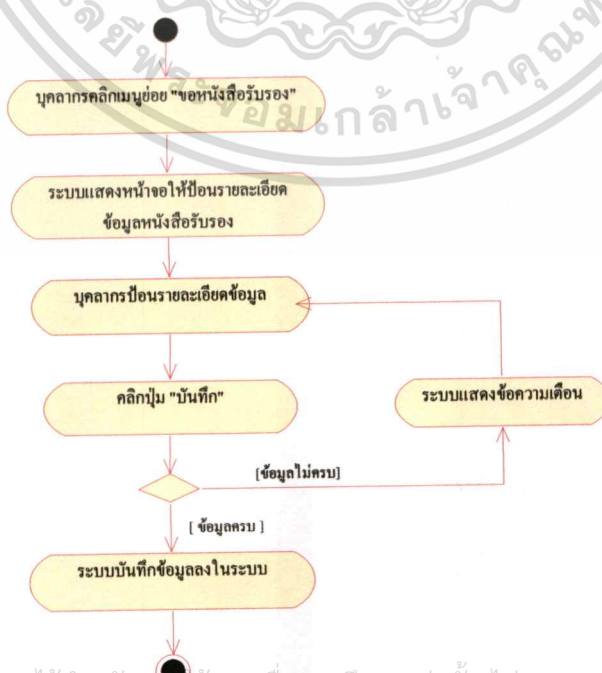 บุคลากรคลิกเมนูย่อย "ขอหนังสือรับรอง"
ระบบแสดงหน้าจอให้ป้อนรายละเอียด
ข้อมูลหนังสือรับรอง
บุคลากรป้อนรายละเอียดข้อมูล
คลิกปุ่ม "บันทึก"
ระบบแสดงข้อความเตือน
[ข้อมูลไม่ครบ]
[ ข้อมูลครบ ]
ระบบบันทึกข้อมูลลงในระบบ